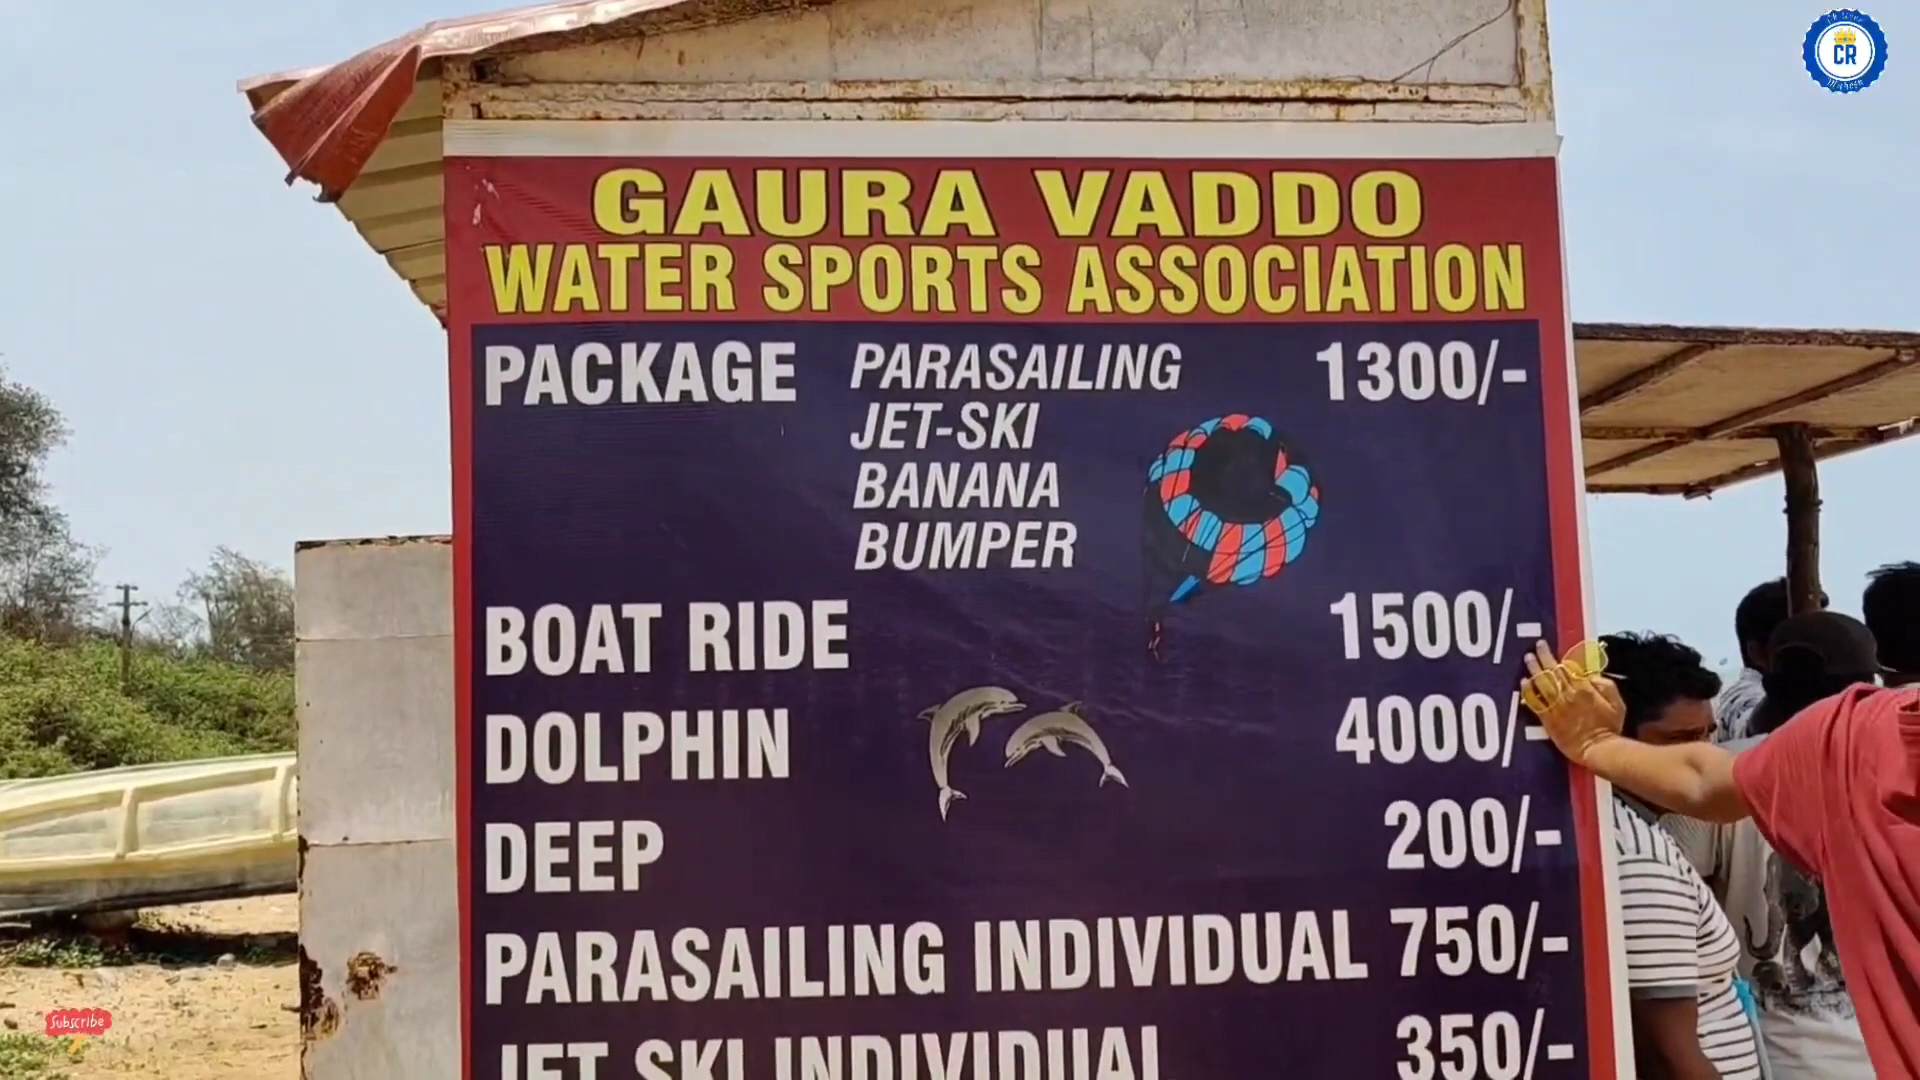 CR
GAURA VADDO
WATER SPORTS ASSOCIATION
PACKAGE PARASAILING 1300/-
JET-SKI
BANANA
BUMPER
BOAT RIDE 1500/-
DOLPHIN 4000/-
DEEP 200/-
PARASAILING INDIVIDUAL 750/-
JET SKI INDIVIDUAL 350/-
Subscribe